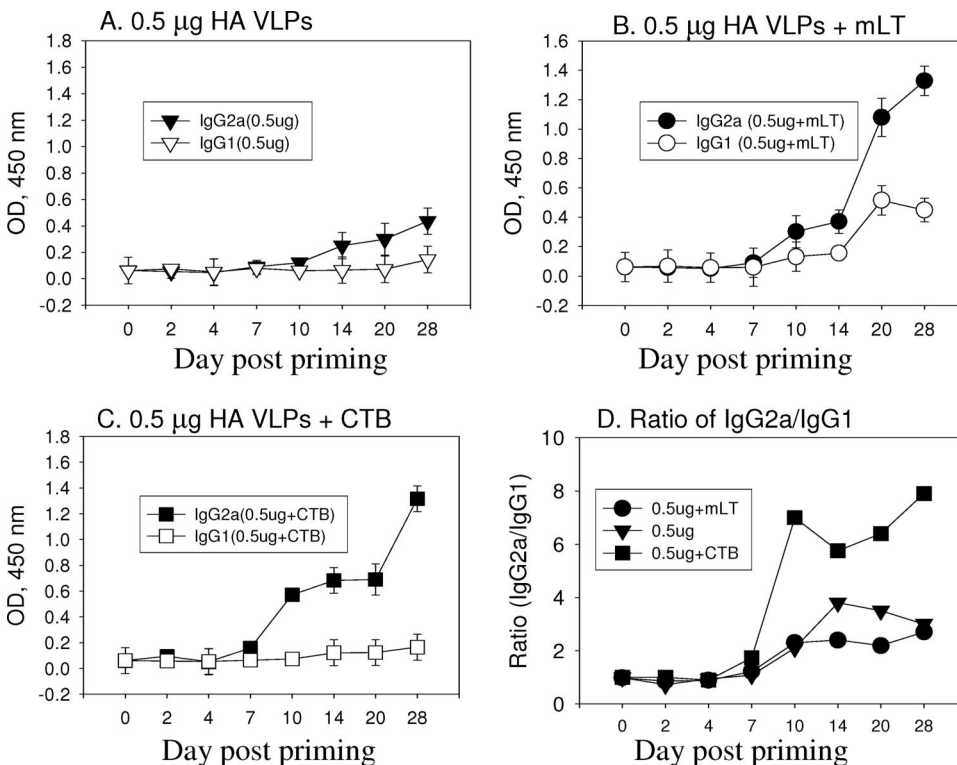 A. 0.5 μg HA VLPs
1.8
1.6
1.4
1.2
1.0
0.8
0.6
0.4
0.2
0.0
-0.2
OD, 450 nm
IgG2a(0.5ug)
IgG1(0.5ug)
0 2 4 7 10 14 20 28
Day post priming
B. 0.5 μg HA VLPs + mLT
1.6
1.4
1.2
1.0
0.8
0.6
0.4
0.2
0.0
-0.2
OD, 450 nm
IgG2a (0.5ug+mLT)
IgG1 (0.5ug+mLT)
0 2 4 7 10 14 20 28
Day post priming
C. 0.5 μg HA VLPs + CTB
1.8
1.6
1.4
1.2
1.0
0.8
0.6
0.4
0.2
0.0
-0.2
OD, 450 nm
IgG2a(0.5ug+CTB)
IgG1(0.5ug+CTB)
0 2 4 7 10 14 20 28
Day post priming
D. Ratio of IgG2a/IgG1
10
8
6
4
2
0
Ratio (IgG2a/IgG1)
0.5ug+mLT
0.5ug
0.5ug+CTB
0 2 4 7 10 14 20 28
Day post priming